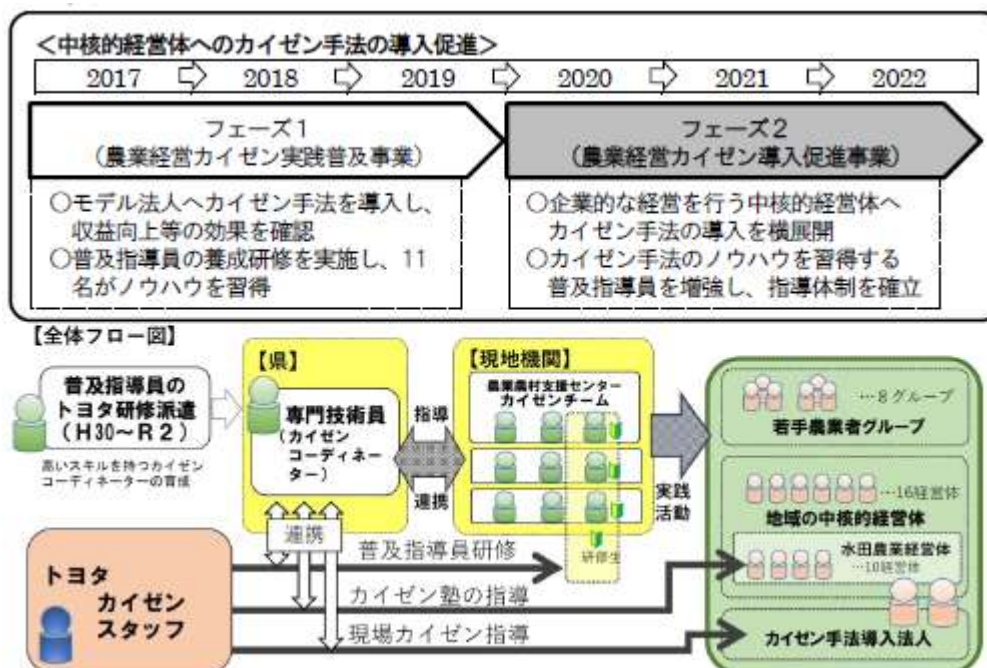 <中核的経営体へのカイゼン手法の導入促進>
2017 ⇨ 2018 ⇨ 2019 ⇨ 2020 ⇨ 2021 ⇨ 2022
フェーズ1
(農業経営カイゼン実践普及事業)
○モデル法人へカイゼン手法を導入し、
収益向上等の効果を確認
○普及指導員の養成研修を実施し、11
名がノウハウを習得
フェーズ2
(農業経営カイゼン導入促進事業)
○企業的な経営を行う中核的経営体へ
カイゼン手法の導入を横展開
○カイゼン手法のノウハウを習得する
普及指導員を増強し、指導体制を確立
【全体フロー図】
普及指導員の
トヨタ研修派遣
(H30~R2)
高いスキルを持つカイゼン
コーディネーターの育成
【県】
専門技術員
(カイゼン
コーディネー
ター)
指導
連携
【現地機関】
農業農村支援センター
カイゼンチーム
研修生
実践
活動
…8グループ
若手農業者グループ
…16経営体
地域の中核的経営体
水田農業経営体
…10経営体
カイゼン手法導入法人
連携
トヨタ
カイゼン
スタッフ
普及指導員研修
カイゼン塾の指導
現場カイゼン指導